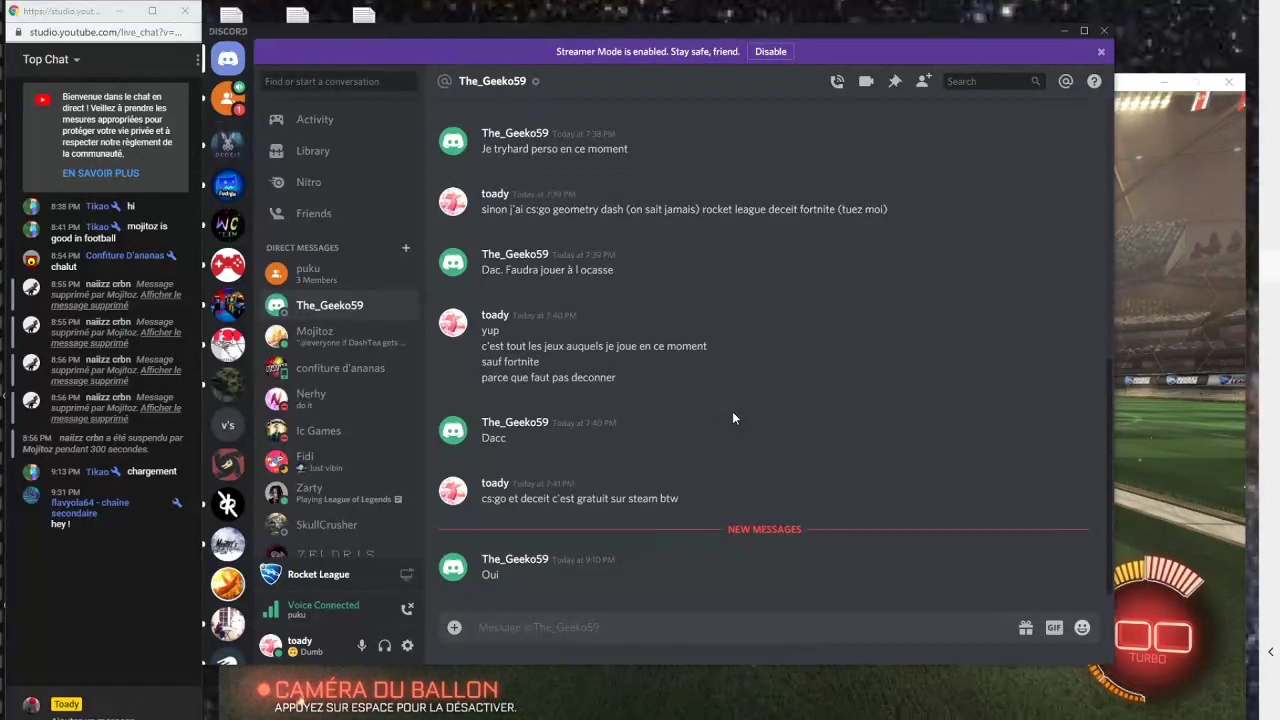 https://studio.yout...
studio.youtube.com/live_chat?v=...
Top Chat
Bienvenue dans le chat en
direct ! Veillez à prendre les
mesures appropriées pour
protéger votre vie privée et à
respecter notre règlement de
la communauté.
EN SAVOIR PLUS
8:38 PM Tikao hi
8:41 PM Tikao mojitoz is
good in football
8:54 PM Confiture D'ananas
chalut
8:55 PM naiizz crbn Message
supprimé par Mojitoz. Afficher le
message supprimé
8:55 PM naiizz crbn Message
supprimé par Mojitoz. Afficher le
message supprimé
8:56 PM naiizz crbn Message
supprimé par Mojitoz. Afficher le
message supprimé
8:56 PM naiizz crbn Message
supprimé par Mojitoz. Afficher le
message supprimé
8:56 PM naiizz crbn a été suspendu par
Mojitoz pendant 300 secondes.
9:13 PM Tikao chargement
9:31 PM
flavyola64 - chaîne
secondaire
hey !
Toady
DISCORD
Streamer Mode is enabled. Stay safe, friend. Disable
Find or start a conversation
Activity
Library
Nitro
Friends
DIRECT MESSAGES
puku
3 Members
The_Geeko59
Mojitoz
"@everyone if DashTea gets ...
confiture d'ananas
Nerhy
do it
Ic Games
Fidi
Just vibin
Zarty
Playing League of Legends
SkullCrusher
Z E L D R I S
Rocket League
Voice Connected
puku
toady
Dumb
v's
1
@ The_Geeko59
Search
The_Geeko59 Today at 7:38 PM
Je tryhard perso en ce moment
toady Today at 7:39 PM
sinon j'ai cs:go geometry dash (on sait jamais) rocket league deceit fortnite (tuez moi)
The_Geeko59 Today at 7:39 PM
Dac. Faudra jouer à l ocasse
toady Today at 7:40 PM
yup
c'est tout les jeux auquels je joue en ce moment
sauf fortnite
parce que faut pas deconner
The_Geeko59 Today at 7:40 PM
Dacc
toady Today at 7:41 PM
cs:go et deceit c'est gratuit sur steam btw
NEW MESSAGES
The_Geeko59 Today at 9:10 PM
Oui
Message @The_Geeko59
GIF
TURBO
CAMÉRA DU BALLON
APPUYEZ SUR ESPACE POUR LA DÉSACTIVER.